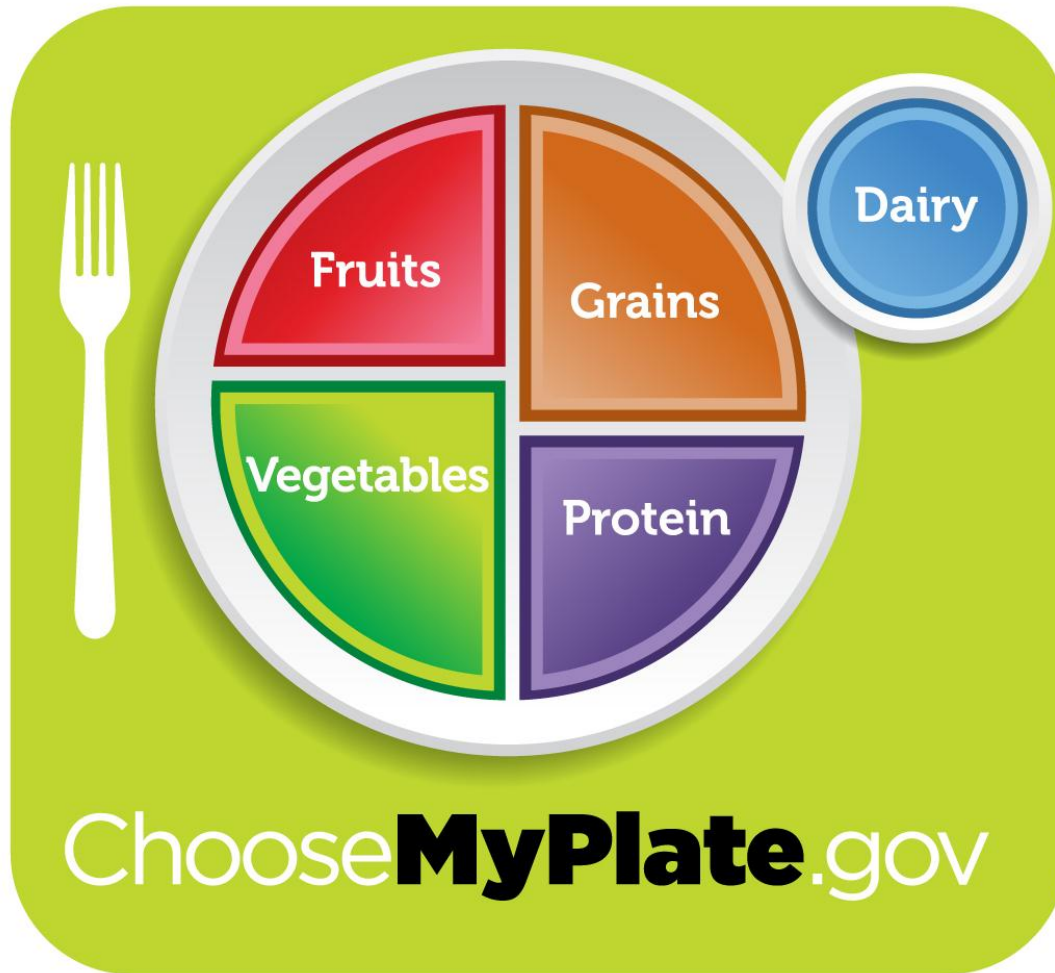 Fruits
Grains
Dairy
Vegetables
Protein
ChooseMyPlate.gov